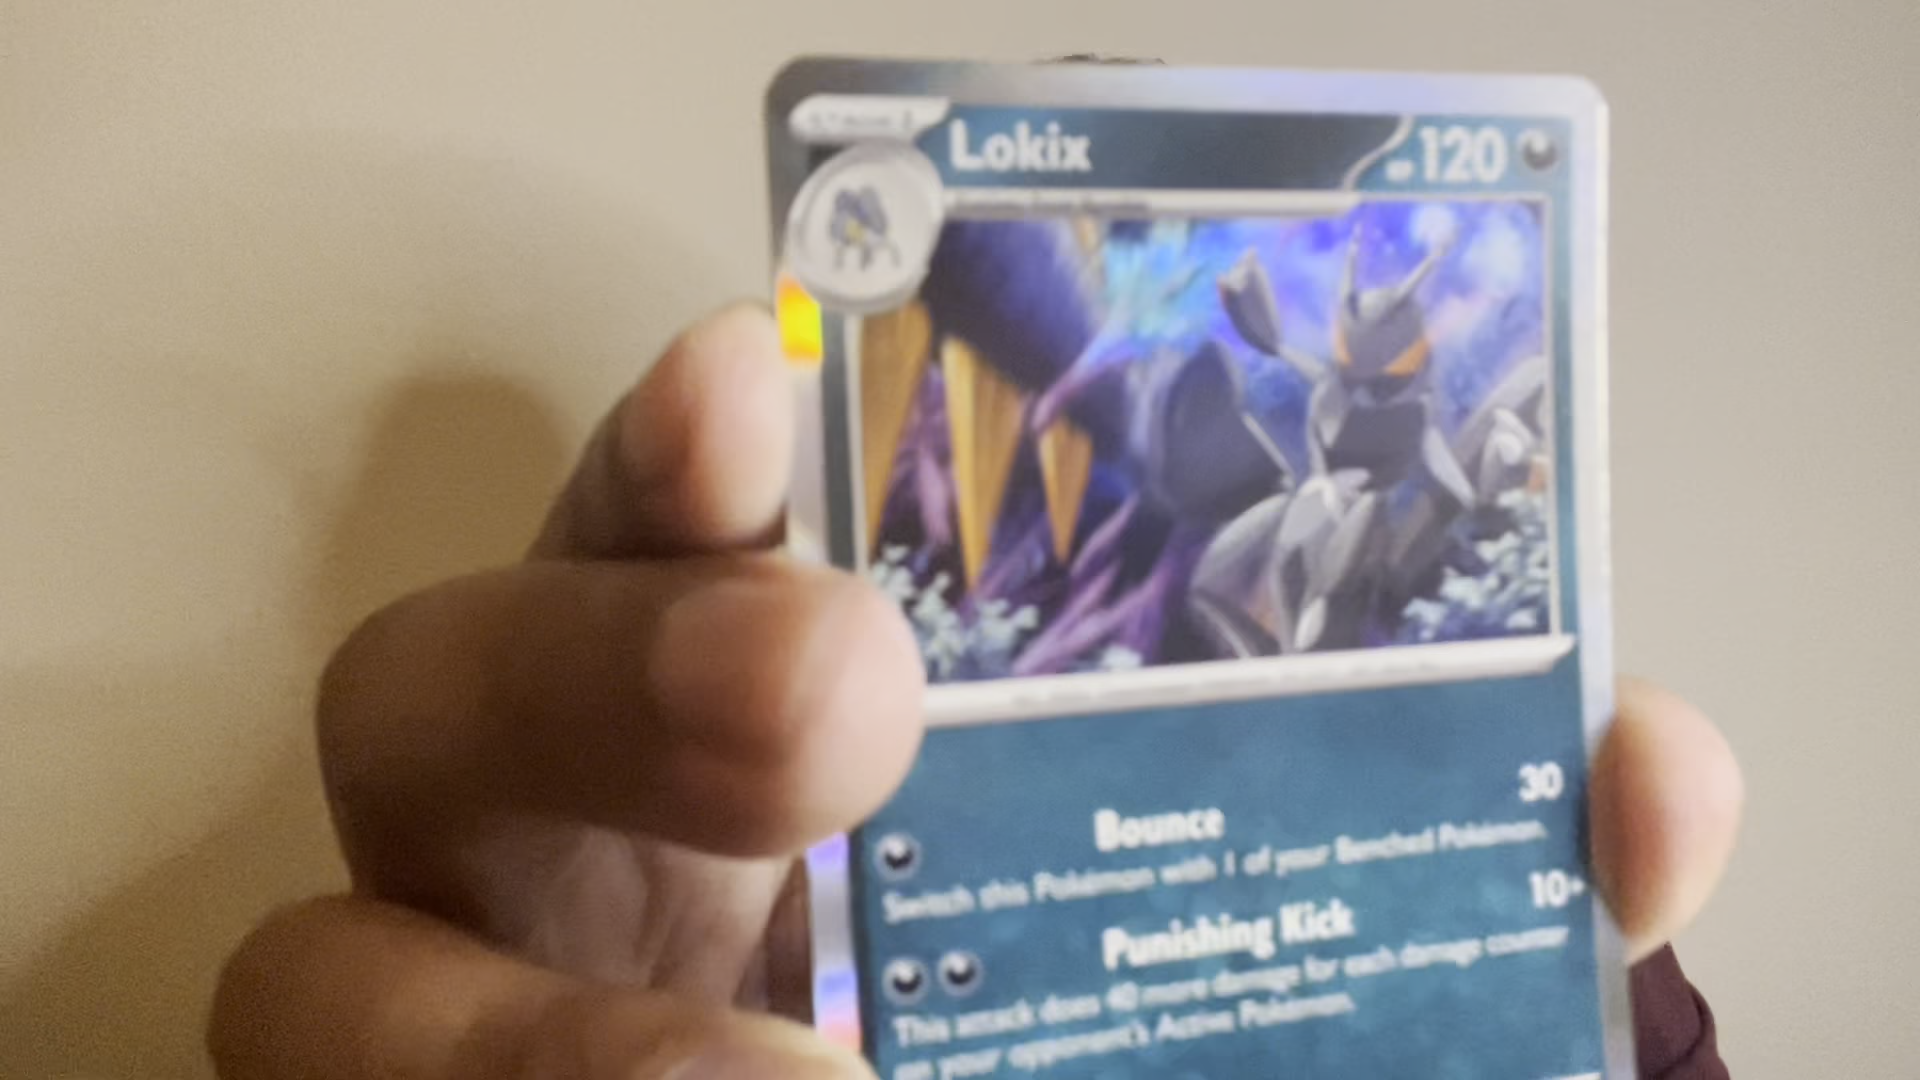 Lokix
120
30
Bounce
Switch this Pokémon with 1 of your Benched Pokémon.
10+
Punishing Kick
This attack does 40 more damage for each damage counter
on your opponent's Active Pokémon.